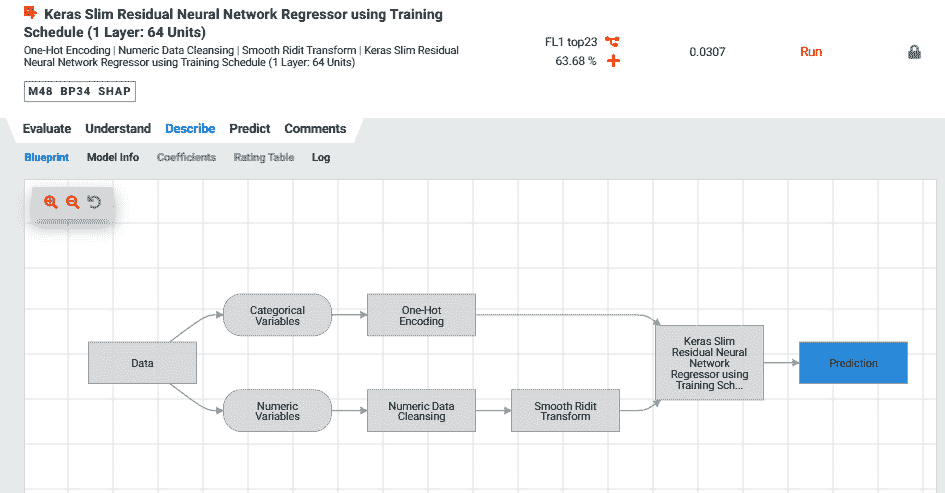 Keras Slim Residual Neural Network Regressor using Training
Schedule (1 Layer: 64 Units)
One-Hot Encoding | Numeric Data Cleansing | Smooth Ridit Transform | Keras Slim Residual
Neural Network Regressor using Training Schedule (1 Layer: 64 Units)
M48 BP34 SHAP
FL1 top23
63.68 %
0.0307
Run
Evaluate Understand Describe Predict Comments
Blueprint Model Info Coefficients Rating Table Log
Data
Categorical
Variables
One-Hot
Encoding
Numeric
Variables
Numeric Data
Cleansing
Smooth Ridit
Transform
Keras Slim
Residual Neural
Network
Regressor using
Training Sch...
Prediction